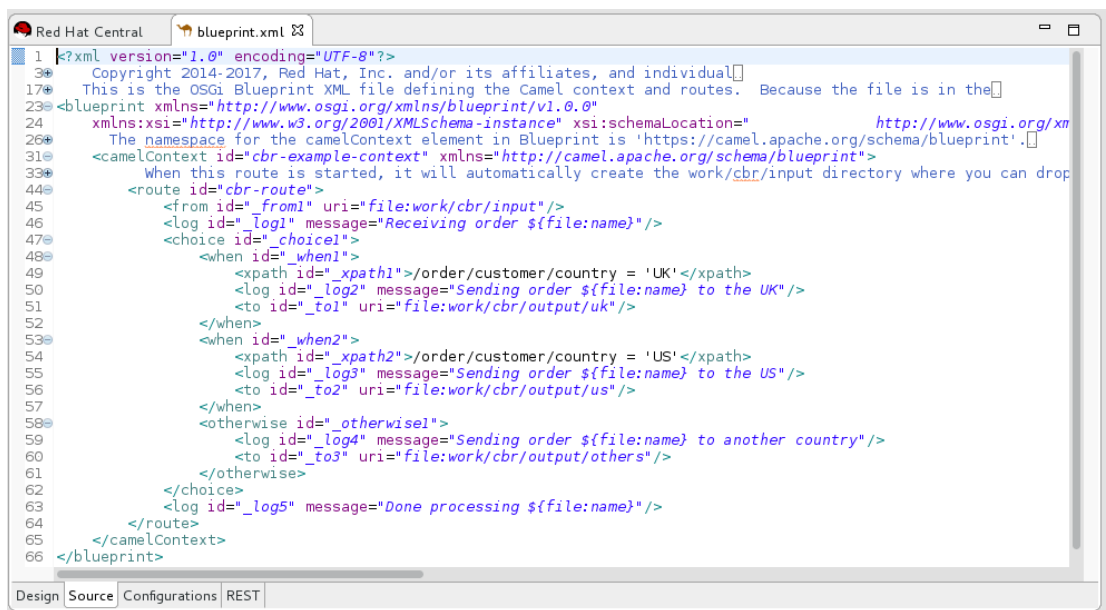 Red Hat Central blueprint.xml
1 <?xml version="1.0" encoding="UTF-8"?>
3 Copyright 2014-2017, Red Hat, Inc. and/or its affiliates, and individual
17 This is the OSGi Blueprint XML file defining the Camel context and routes.  Because the file is in the
23 <blueprint xmlns="http://www.osgi.org/xmlns/blueprint/v1.0.0"
24 xmlns:xsi="http://www.w3.org/2001/XMLSchema-instance" xsi:schemaLocation="             http://www.osgi.org/xm
26 The namespace for the camelContext element in Blueprint is 'https://camel.apache.org/schema/blueprint'.
31 <camelContext id="cbr-example-context" xmlns="http://camel.apache.org/schema/blueprint">
33 When this route is started, it will automatically create the work/cbr/input directory where you can drop
44 <route id="cbr-route">
45 <from id="_from1" uri="file:work/cbr/input"/>
46 <log id="_log1" message="Receiving order ${file:name}"/>
47 <choice id="_choice1">
48 <when id="_when1">
49 <xpath id="_xpath1">/order/customer/country = 'UK'</xpath>
50 <log id="_log2" message="Sending order ${file:name} to the UK"/>
51 <to id="_to1" uri="file:work/cbr/output/uk"/>
52 </when>
53 <when id="_when2">
54 <xpath id="_xpath2">/order/customer/country = 'US'</xpath>
55 <log id="_log3" message="Sending order ${file:name} to the US"/>
56 <to id="_to2" uri="file:work/cbr/output/us"/>
57 </when>
58 <otherwise id="_otherwise1">
59 <log id="_log4" message="Sending order ${file:name} to another country"/>
60 <to id="_to3" uri="file:work/cbr/output/others"/>
61 </otherwise>
62 </choice>
63 <log id="_log5" message="Done processing ${file:name}"/>
64 </route>
65 </camelContext>
66 </blueprint>
Design Source Configurations REST